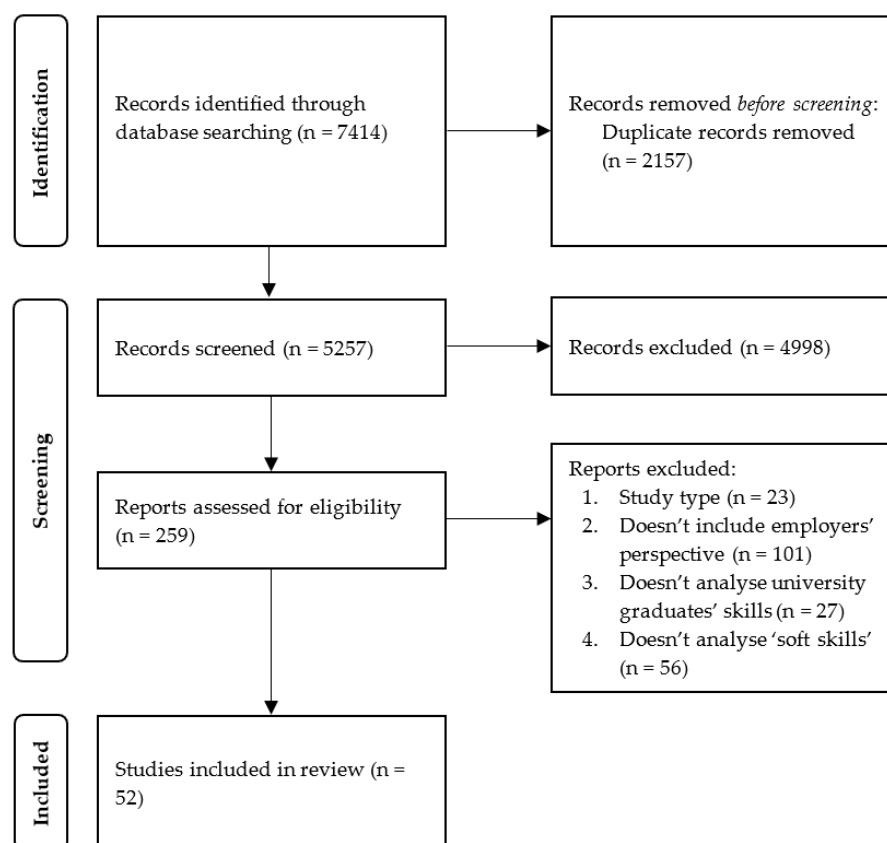 Identification
Records identified through
database searching (n = 7414)
Records removed before screening:
Duplicate records removed
(n = 2157)
Screening
Records screened (n = 5257)
Records excluded (n = 4998)
Reports assessed for eligibility
(n = 259)
Reports excluded:
1. Study type (n = 23)
2. Doesn’t include employers’
perspective (n = 101)
3. Doesn’t analyse university
graduates’ skills (n = 27)
4. Doesn’t analyse ‘soft skills’
(n = 56)
Included
Studies included in review (n =
52)